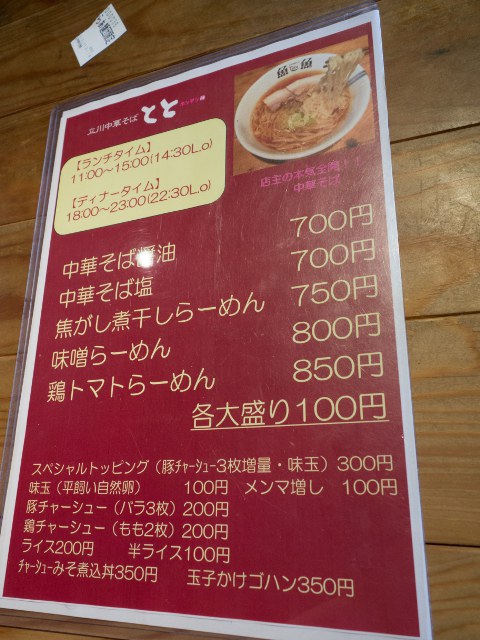 立川中華そば とと
【ランチタイム】
11:00～15:00(14:30L.o)
【ディナータイム】
18:00～23:00(22:30L.o)
店主の本気全開！！
中華そば
中華そば醤油 700円
中華そば塩 700円
焦がし煮干しらーめん 750円
味噌らーめん 800円
鶏トマトらーめん 850円
各大盛り100円
スペシャルトッピング（豚ﾁｬｰｼｭｰ3枚増量・味玉）300円
味玉（平飼い自然卵） 100円 メンマ増し 100円
豚チャーシュー（バラ3枚）200円
鶏チャーシュー（もも2枚）200円
ライス200円 半ライス100円
ﾁｬｰｼｭｰみそ煮込丼350円 玉子かけゴハン350円